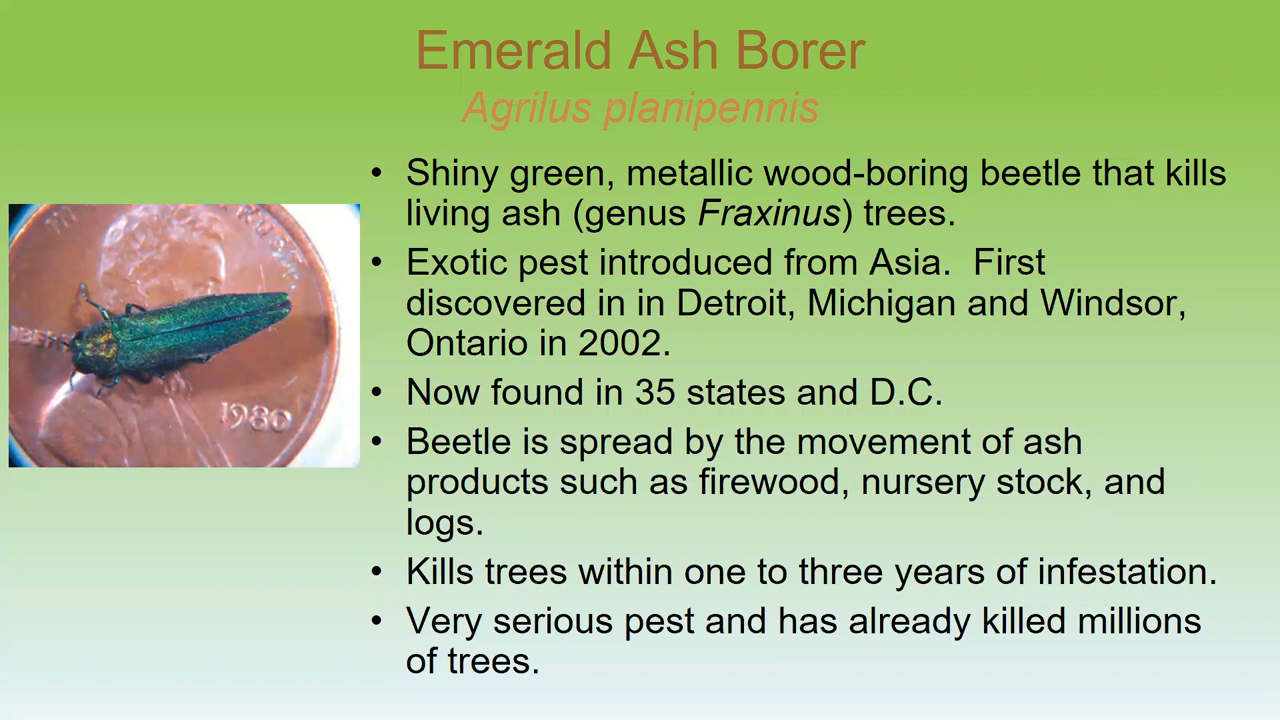 Emerald Ash Borer
Agrilus planipennis
• Shiny green, metallic wood-boring beetle that kills
living ash (genus Fraxinus) trees.
• Exotic pest introduced from Asia.  First
discovered in in Detroit, Michigan and Windsor,
Ontario in 2002.
• Now found in 35 states and D.C.
• Beetle is spread by the movement of ash
products such as firewood, nursery stock, and
logs.
• Kills trees within one to three years of infestation.
• Very serious pest and has already killed millions
of trees.
1980